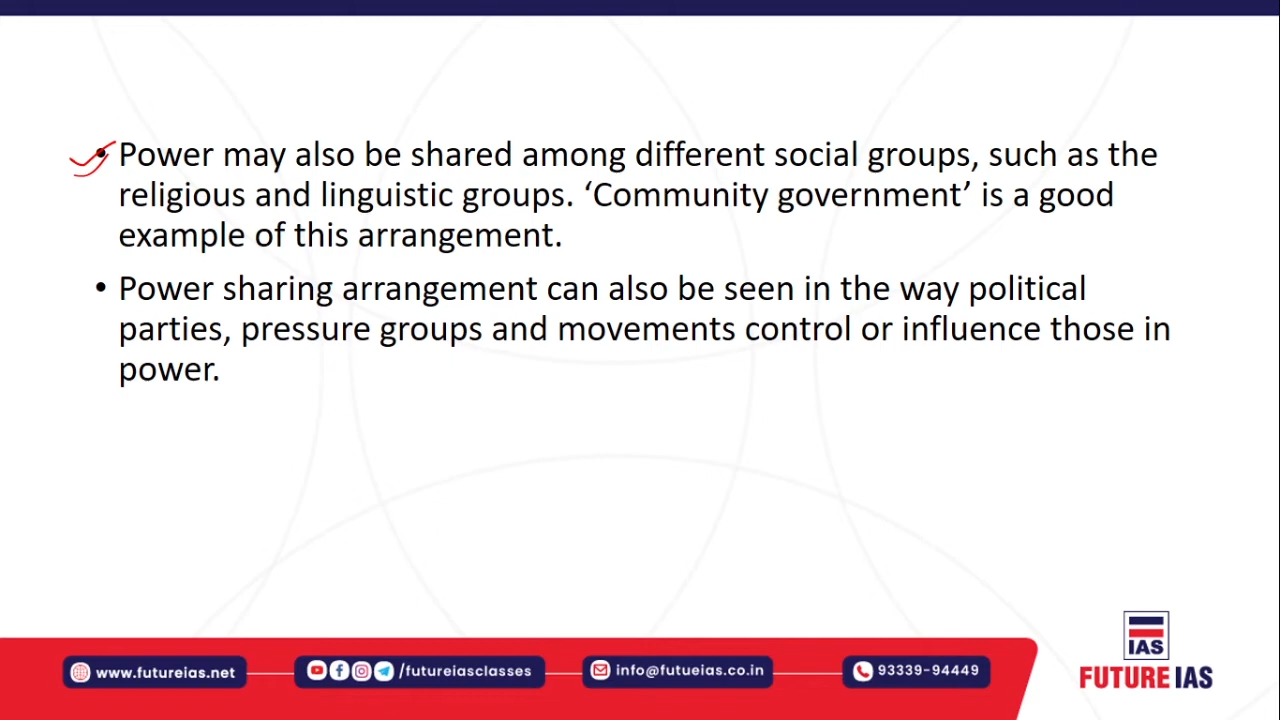 Power may also be shared among different social groups, such as the
religious and linguistic groups. ‘Community government’ is a good
example of this arrangement.
• Power sharing arrangement can also be seen in the way political
parties, pressure groups and movements control or influence those in
power.
IAS
www.futureias.net
/futureiasclasses
info@futueias.co.in
93339-94449
FUTURE IAS